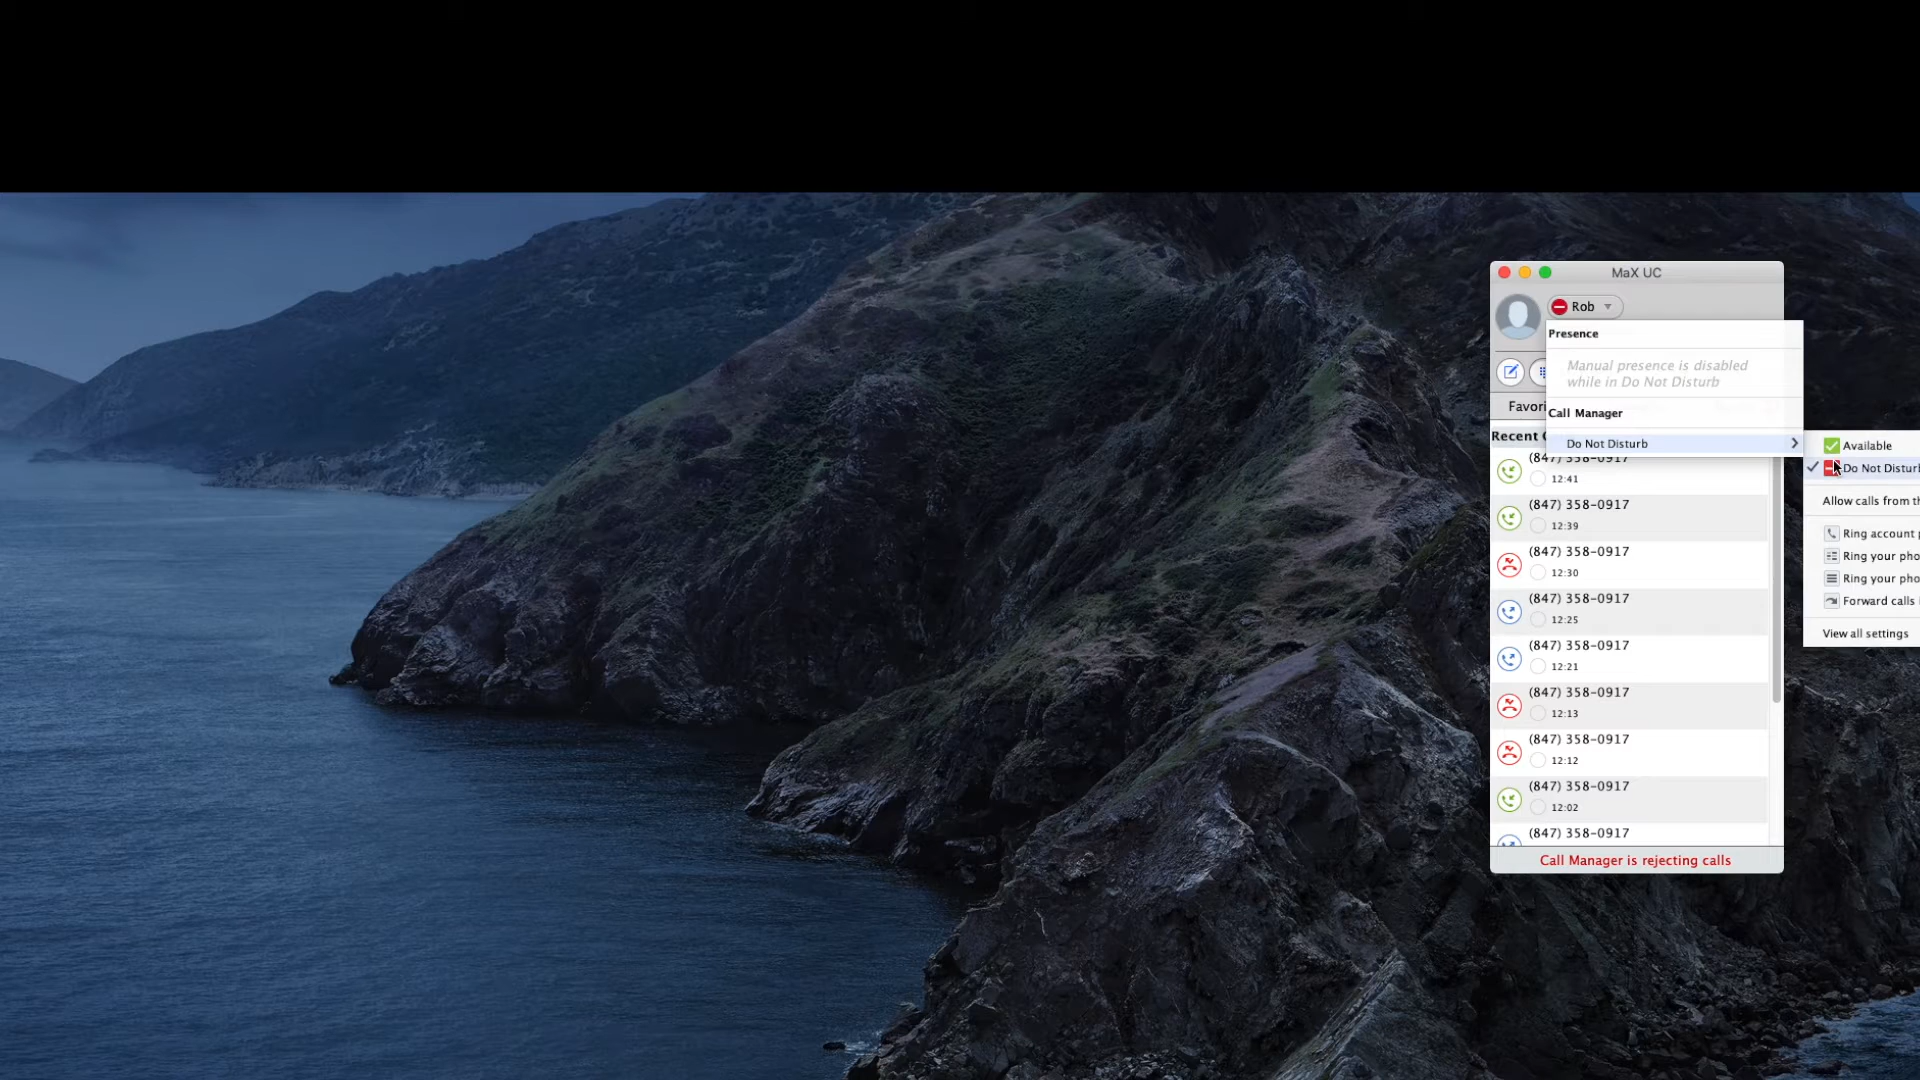 MaX UC
Rob
Presence
Manual presence is disabled
while in Do Not Disturb
Call Manager
Do Not Disturb
Available
Do Not Disturb
Allow calls from th
Ring account p
Ring your pho
Ring your pho
Forward calls i
View all settings
Favori
Recent C
(847) 358-0917
12:41
(847) 358-0917
12:39
(847) 358-0917
12:30
(847) 358-0917
12:25
(847) 358-0917
12:21
(847) 358-0917
12:13
(847) 358-0917
12:12
(847) 358-0917
12:02
(847) 358-0917
Call Manager is rejecting calls